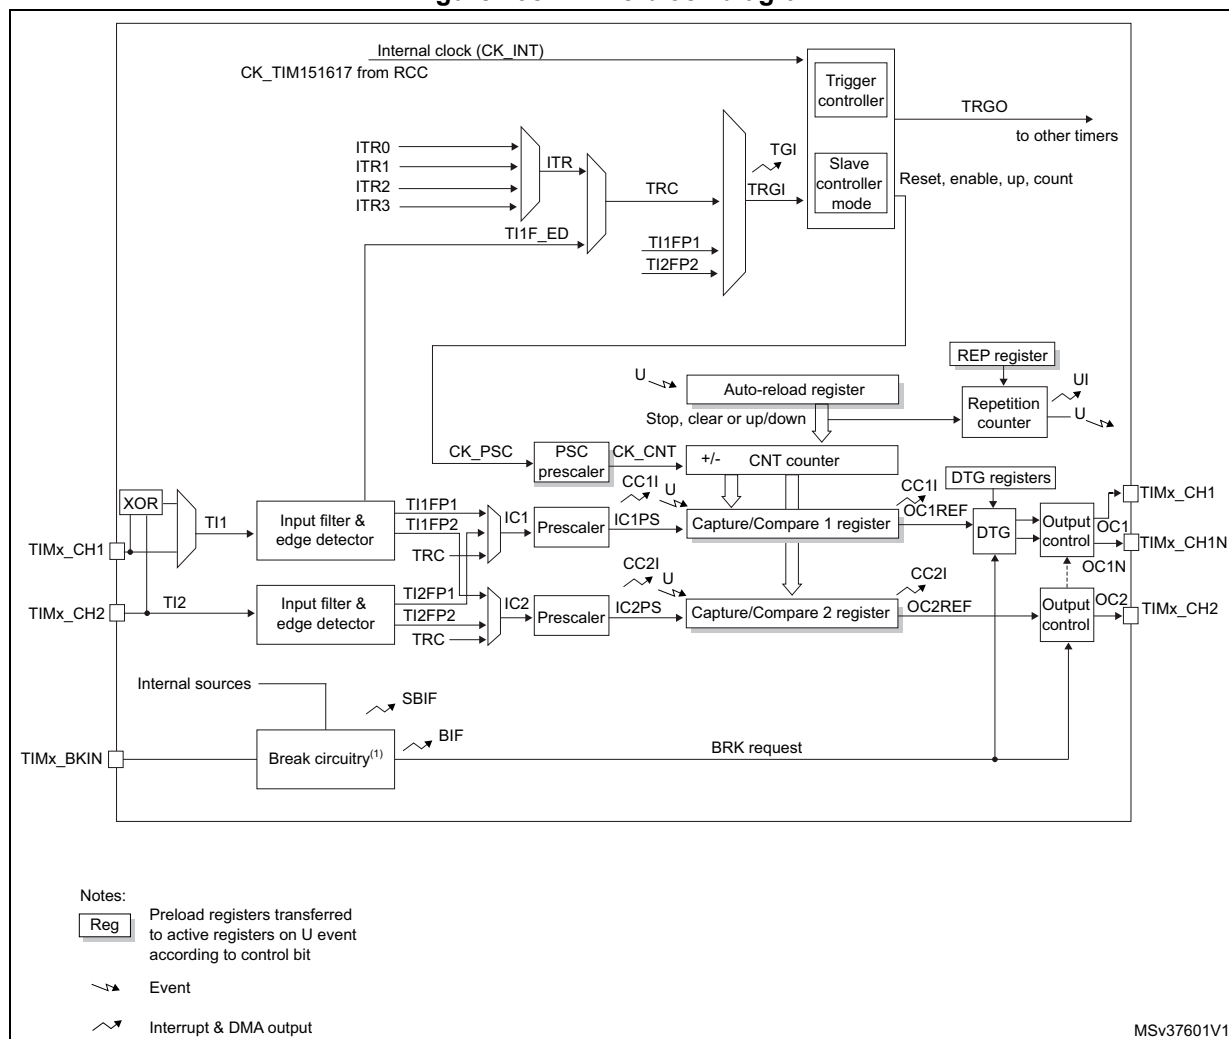 Internal clock (CK_INT)
CK_TIM151617 from RCC
Trigger
controller
TRGO
to other timers
ITR0
ITR1
ITR2
ITR3
ITR
TRC
TGI
TRGI
Slave
controller
mode
Reset, enable, up, count
TI1F_ED
TI1FP1
TI2FP2
REP register
U
Auto-reload register
UI
Stop, clear or up/down
Repetition
counter
U
CK_PSC
PSC
prescaler
CK_CNT
+/-
CNT counter
DTG registers
XOR
TI1
Input filter &
edge detector
TI1FP1
TI1FP2
TRC
IC1
Prescaler
IC1PS
CC1I
U
Capture/Compare 1 register
CC1I
OC1REF
DTG
Output
control
OC1
TIMx_CH1
TIMx_CH1N
OC1N
TIMx_CH1
TIMx_CH2
TI2
Input filter &
edge detector
TI2FP1
TI2FP2
TRC
IC2
Prescaler
IC2PS
CC2I
U
Capture/Compare 2 register
CC2I
OC2REF
Output
control
OC2
TIMx_CH2
Internal sources
SBIF
TIMx_BKIN
Break circuitry(1)
BIF
BRK request
Notes:
Reg
Preload registers transferred
to active registers on U event
according to control bit
Event
Interrupt & DMA output
MSv37601V1